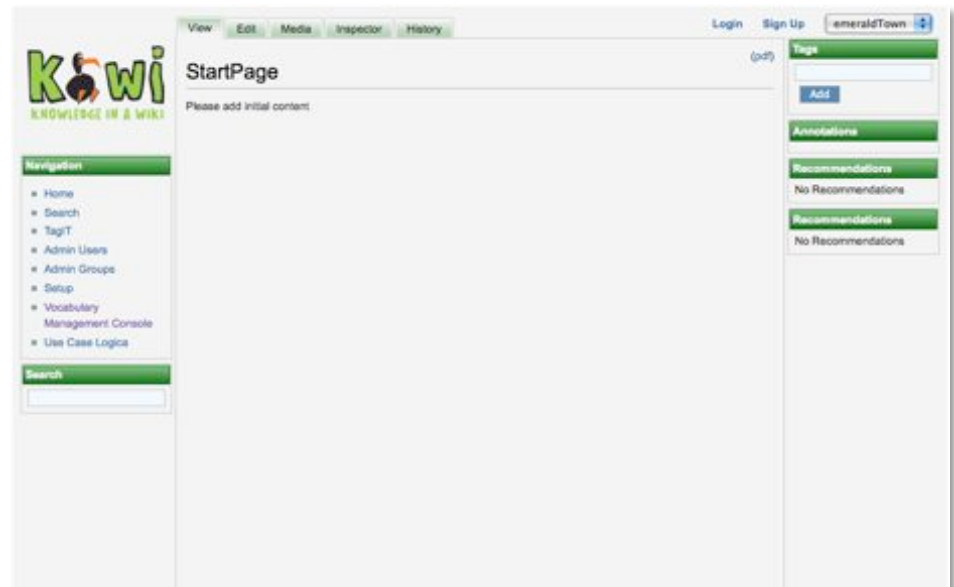 View Edit Media Inspector History
Login Sign Up emeraldTown
KiWi
KNOWLEDGE IN A WIKI
Navigation
Home
Search
TagIT
Admin Users
Admin Groups
Setup
Vocabulary
Management Console
Use Case Logica
Search
(pdf)
StartPage
Please add initial content
Tags
Add
Annotations
Recommendations
No Recommendations
Recommendations
No Recommendations